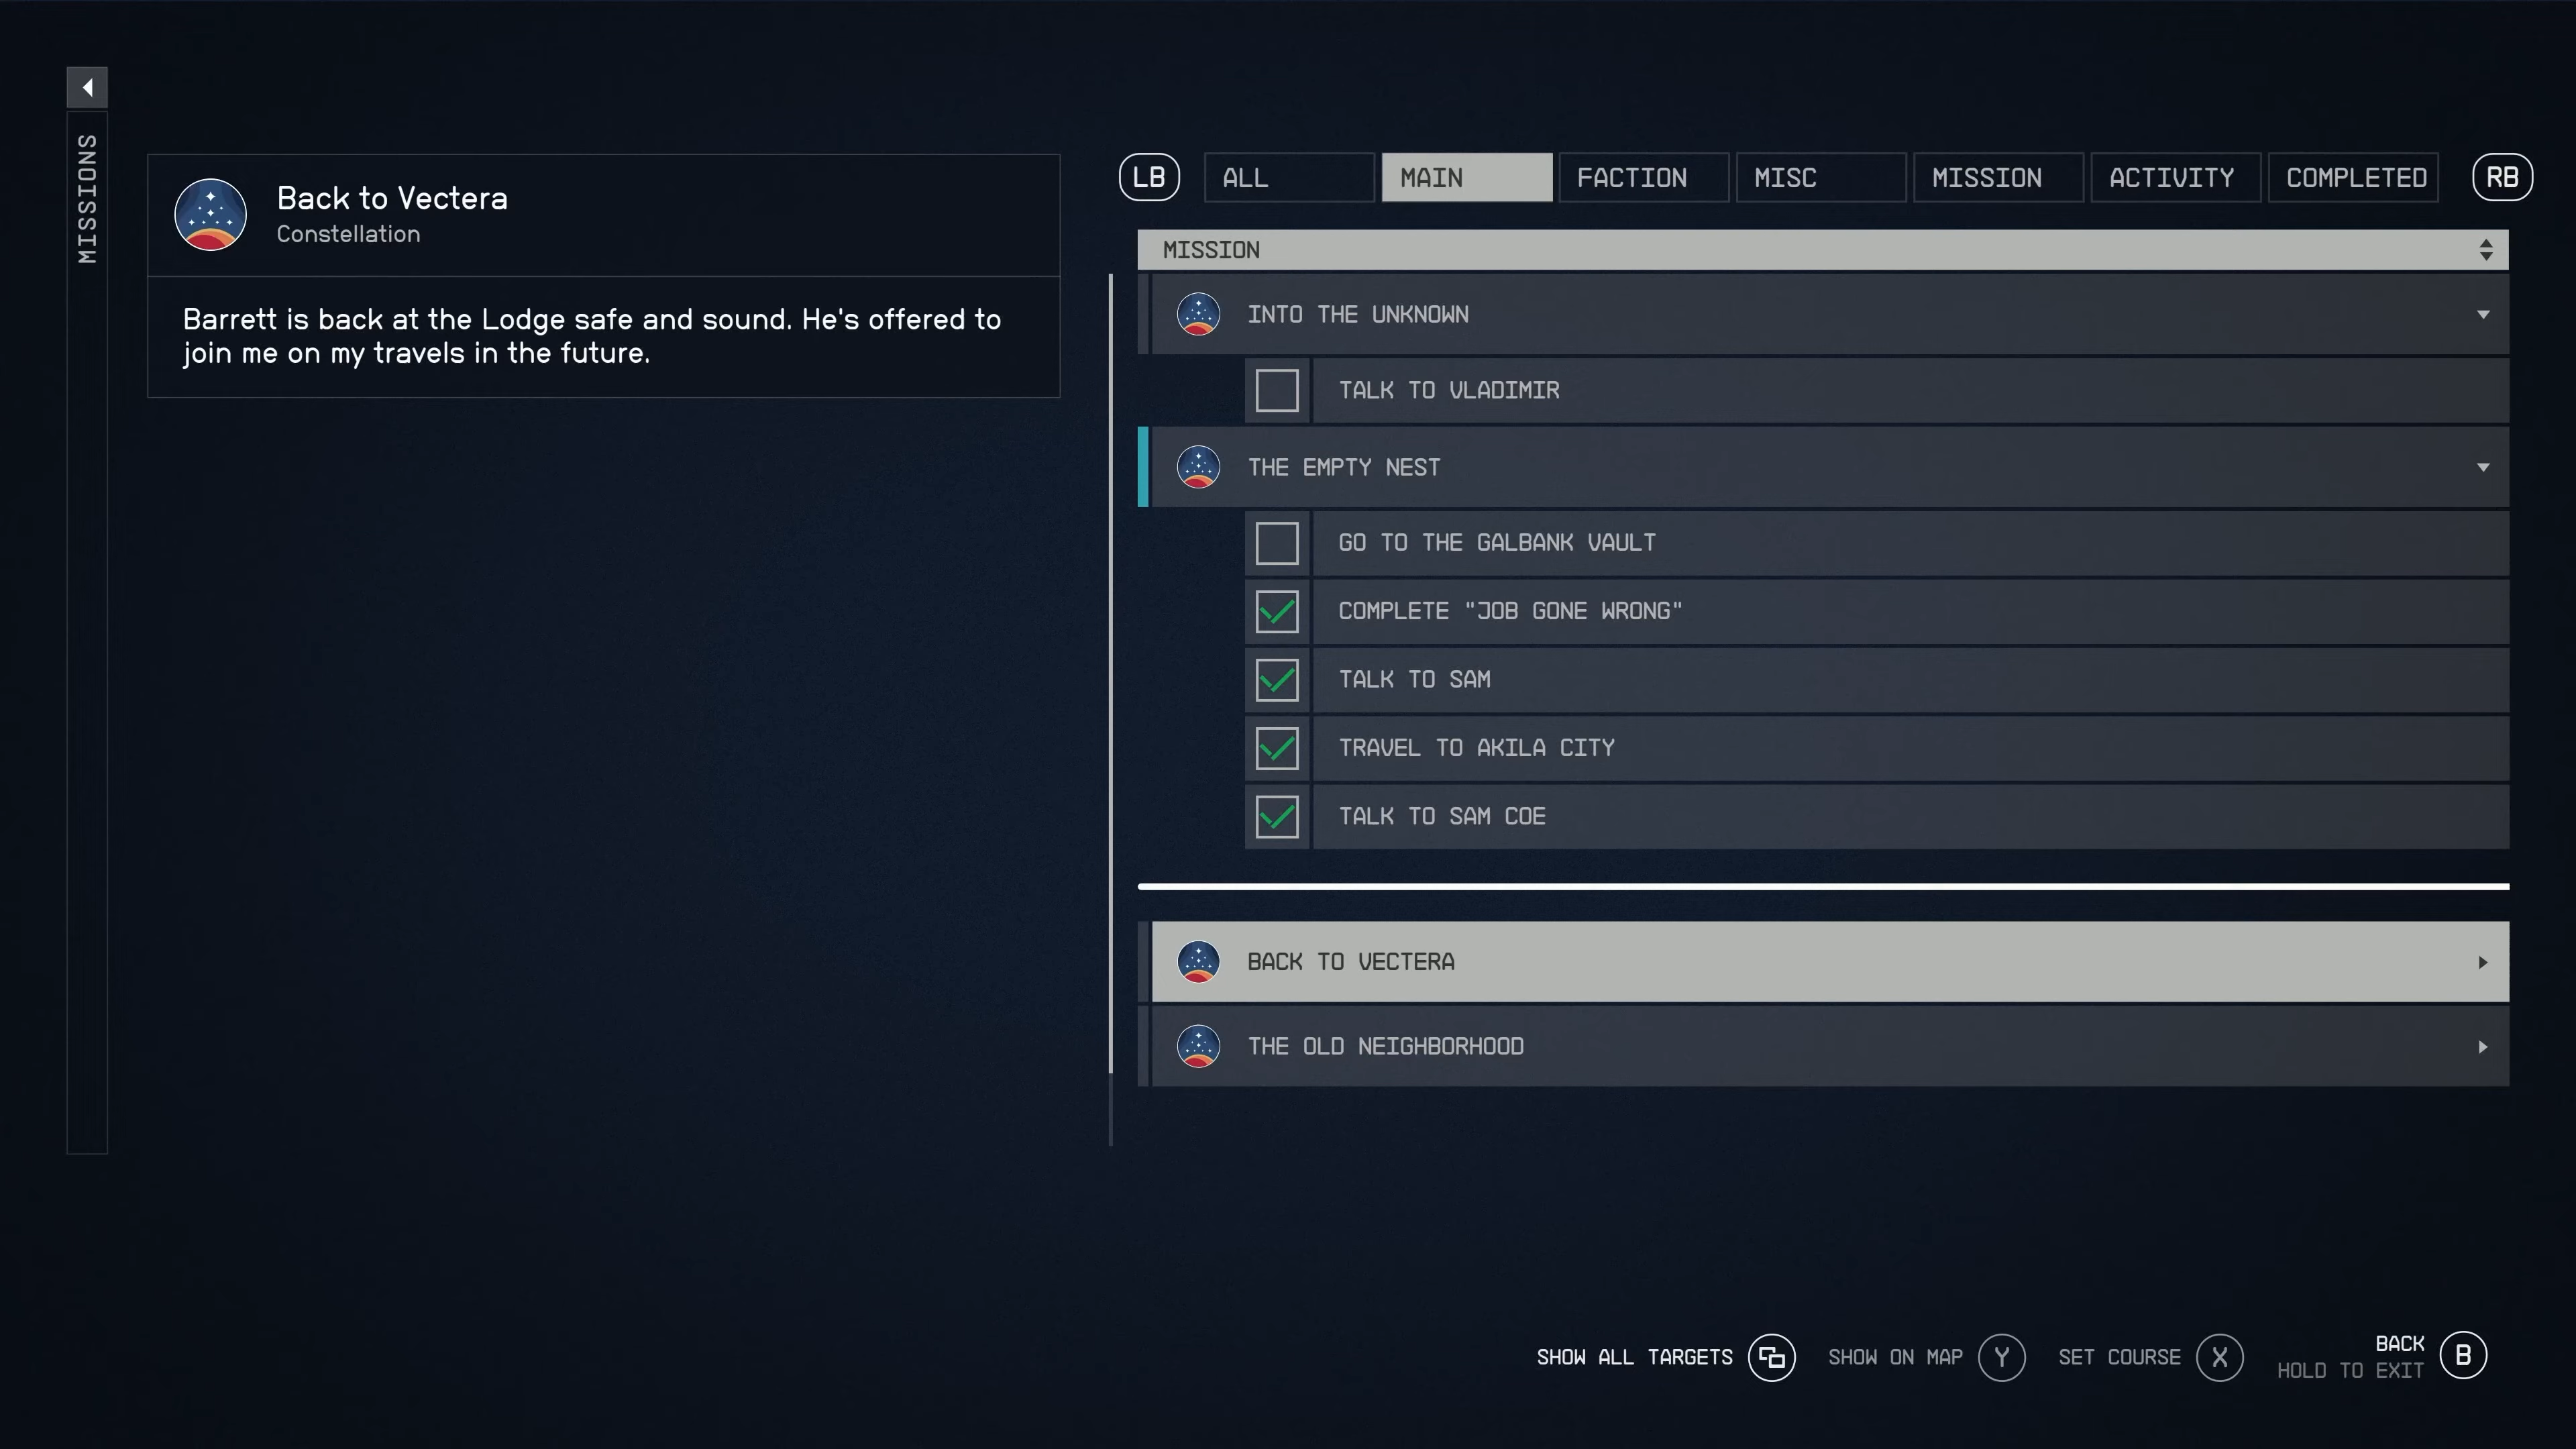 MISSIONS
Back to Vectera
Constellation
Barrett is back at the Lodge safe and sound. He's offered to
join me on my travels in the future.
LB ALL MAIN FACTION MISC MISSION ACTIVITY COMPLETED RB
MISSION
INTO THE UNKNOWN
TALK TO VLADIMIR
THE EMPTY NEST
GO TO THE GALBANK VAULT
COMPLETE "JOB GONE WRONG"
TALK TO SAM
TRAVEL TO AKILA CITY
TALK TO SAM COE
BACK TO VECTERA
THE OLD NEIGHBORHOOD
SHOW ALL TARGETS SHOW ON MAP Y SET COURSE X BACK B
HOLD TO EXIT